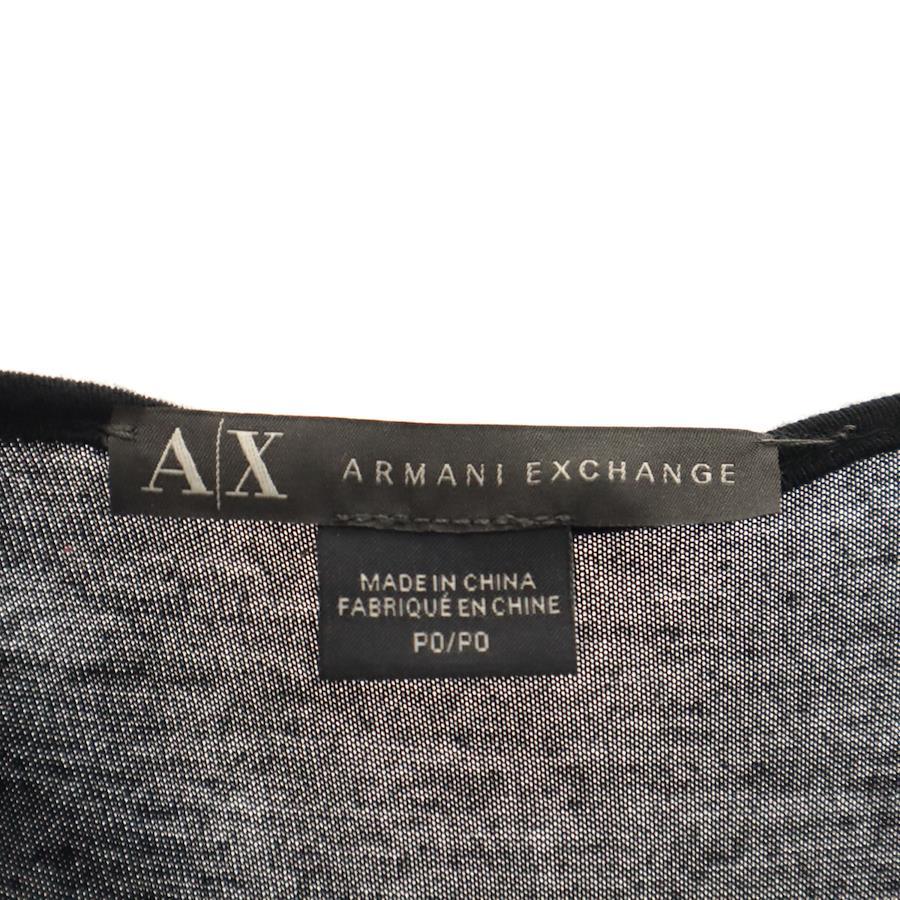 A|X ARMANI EXCHANGE
MADE IN CHINA
FABRIQUÉ EN CHINE
P0/P0